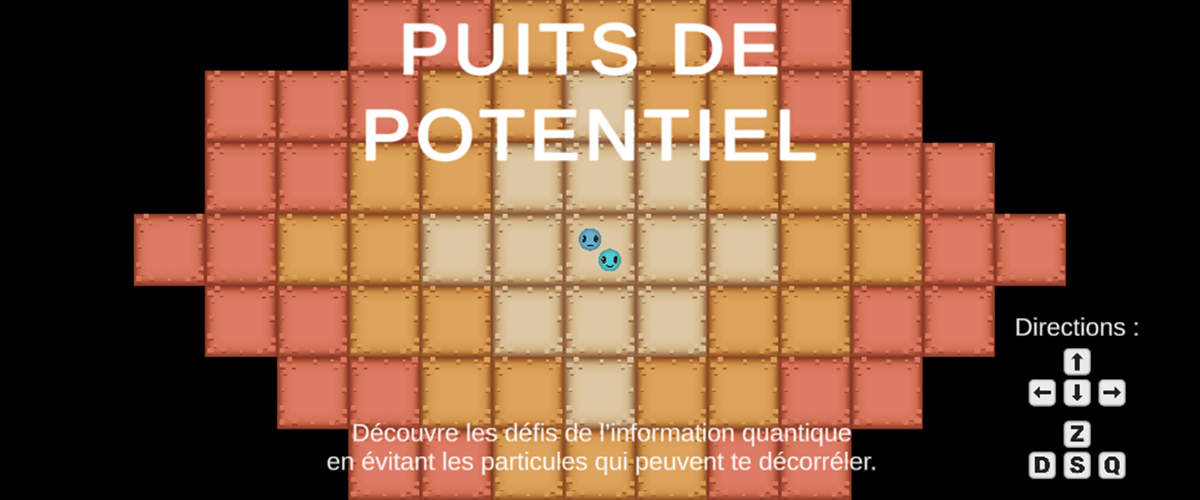 PUITS DE
POTENTIEL
Découvre les défis de l'information quantique
en évitant les particules qui peuvent te décorréler.
Directions :
↑
← ↓ →
Z
D S Q